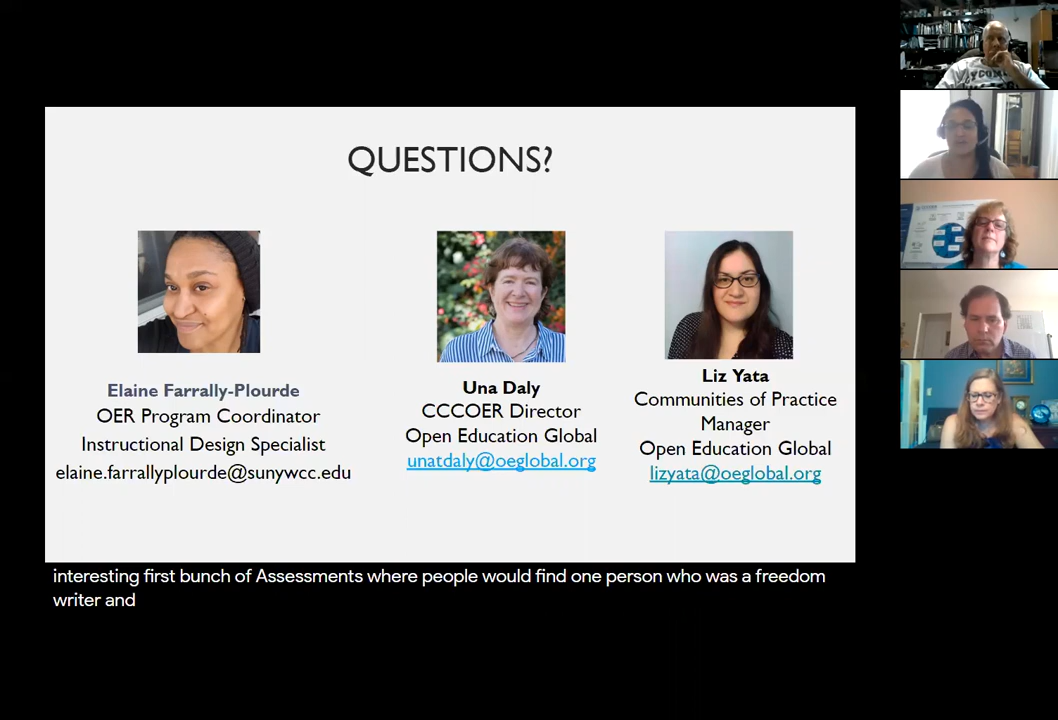 QUESTIONS?
Elaine Farrally-Plourde
OER Program Coordinator
Instructional Design Specialist
elaine.farrallyplourde@sunywcc.edu
Una Daly
CCCOER Director
Open Education Global
unatdaly@oeglobal.org
Liz Yata
Communities of Practice
Manager
Open Education Global
lizyata@oeglobal.org
interesting first bunch of Assessments where people would find one person who was a freedom
writer and